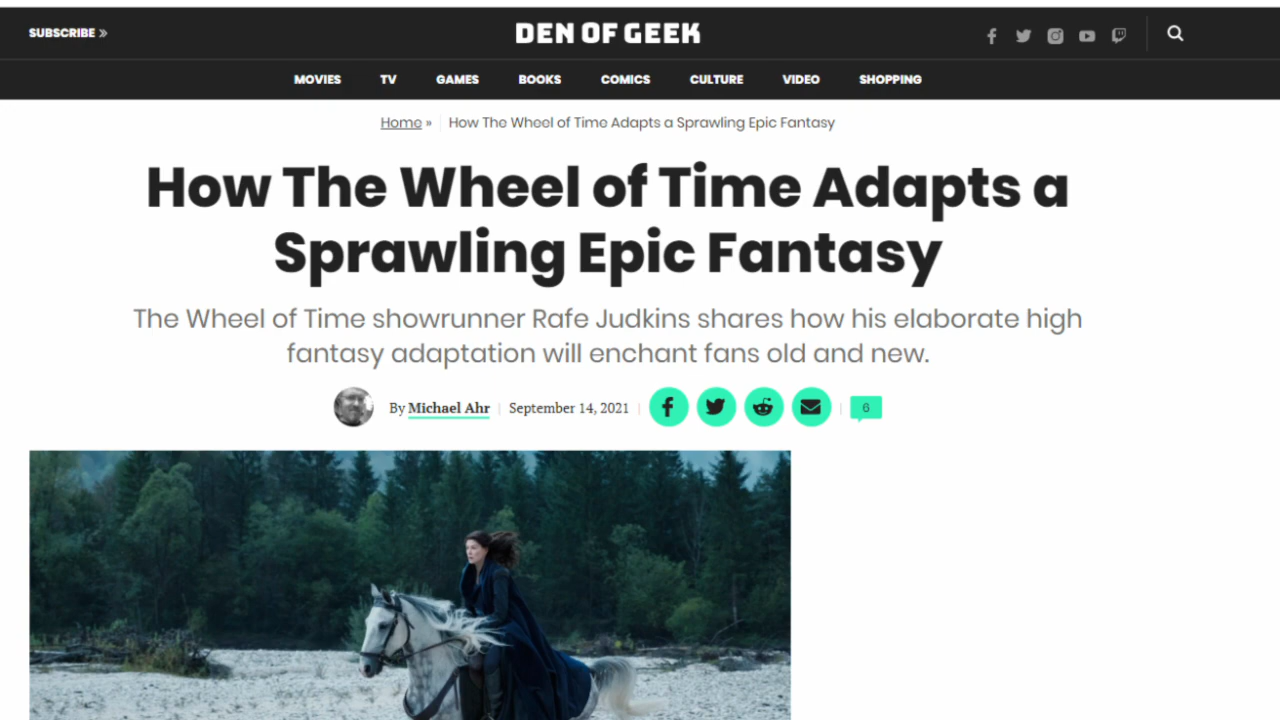 SUBSCRIBE »
DEN OF GEEK
MOVIES TV GAMES BOOKS COMICS CULTURE VIDEO SHOPPING
Home » How The Wheel of Time Adapts a Sprawling Epic Fantasy
How The Wheel of Time Adapts a
Sprawling Epic Fantasy
The Wheel of Time showrunner Rafe Judkins shares how his elaborate high
fantasy adaptation will enchant fans old and new.
By Michael Ahr | September 14, 2021 | 6